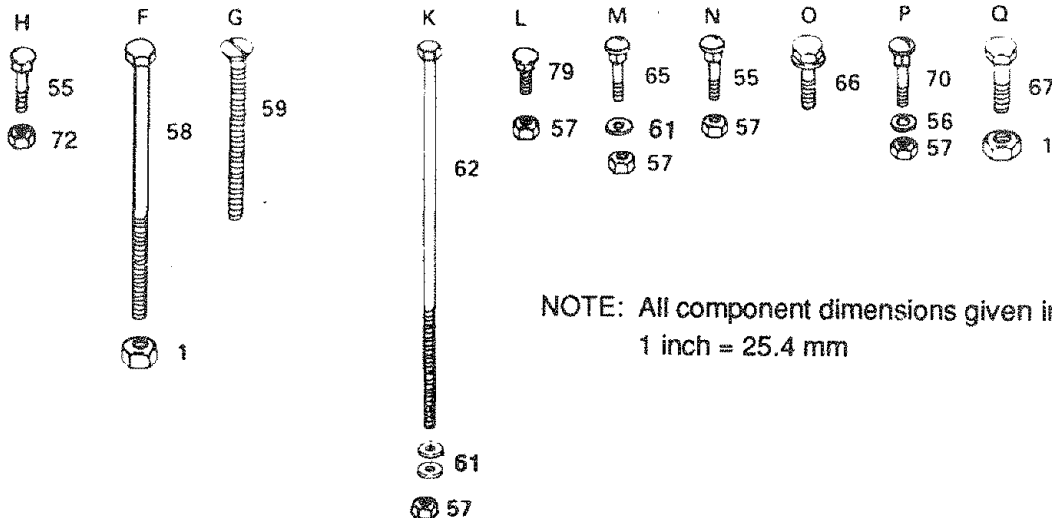 H F G K L M N O P Q
55 58 59 62 79 65 55 66 70 67
72 57 61 57 56 1
57 57
1
61
57
NOTE: All component dimensions given in
1 inch = 25.4 mm